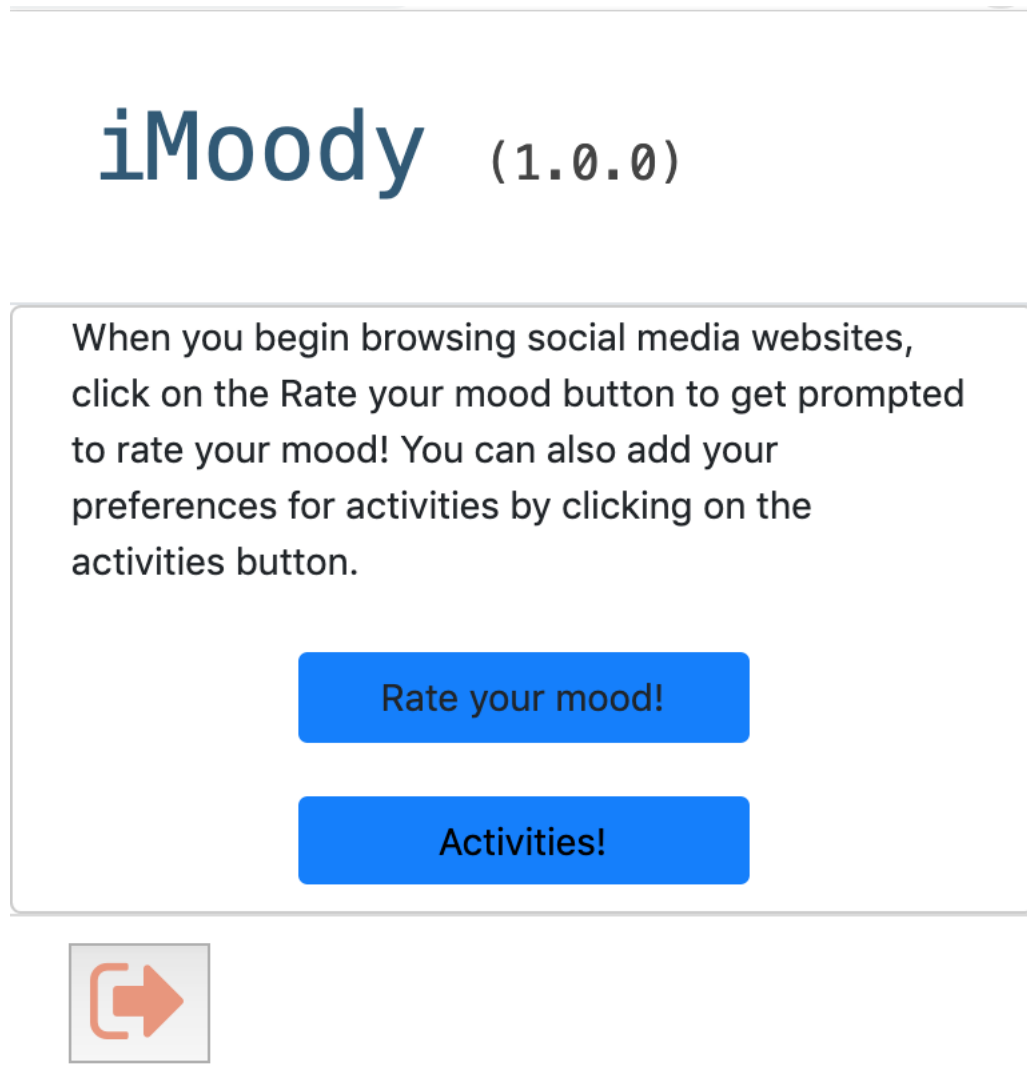 iMoody (1.0.0)
When you begin browsing social media websites,
click on the Rate your mood button to get prompted
to rate your mood! You can also add your
preferences for activities by clicking on the
activities button.
Rate your mood!
Activities!